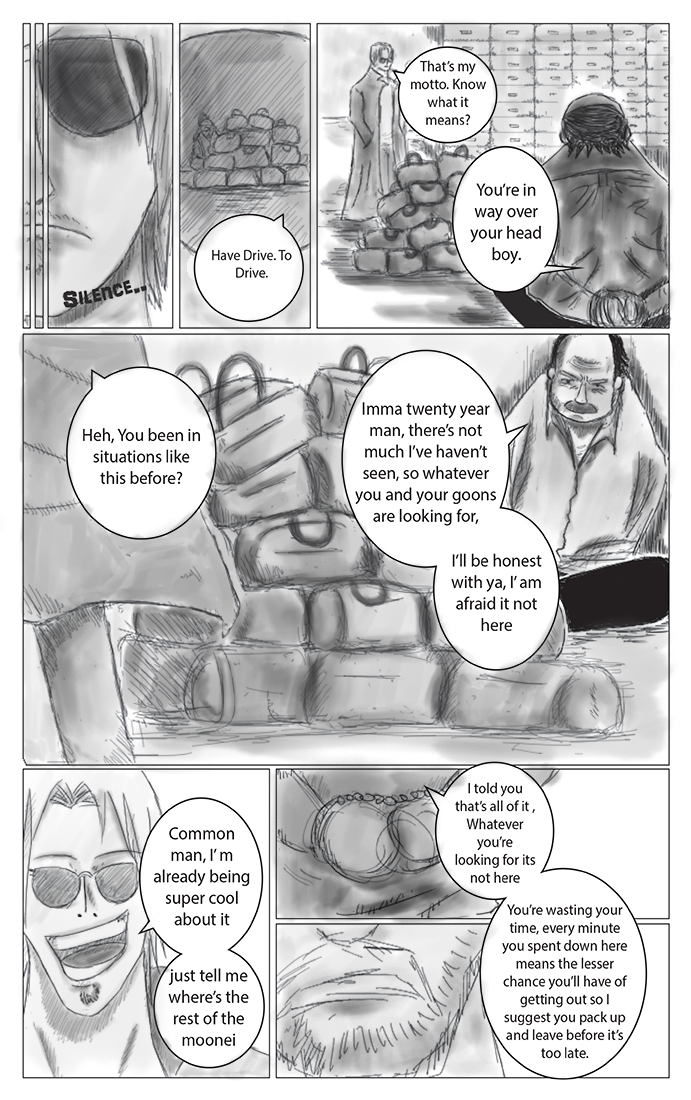 SILENCE..
Have Drive. To
Drive.
That's my
motto. Know
what it
means?
You're in
way over
your head
boy.
Heh, You been in
situations like
this before?
Imma twenty year
man, there's not
much I've haven't
seen, so whatever
you and your goons
are looking for,
I'll be honest
with ya, I' am
afraid it not
here
Common
man, I' m
already being
super cool
about it
just tell me
where's the
rest of the
moonei
I told you
that's all of it ,
Whatever
you're
looking for its
not here
You're wasting your
time, every minute
you spent down here
means the lesser
chance you'll have of
getting out so I
suggest you pack up
and leave before it's
too late.